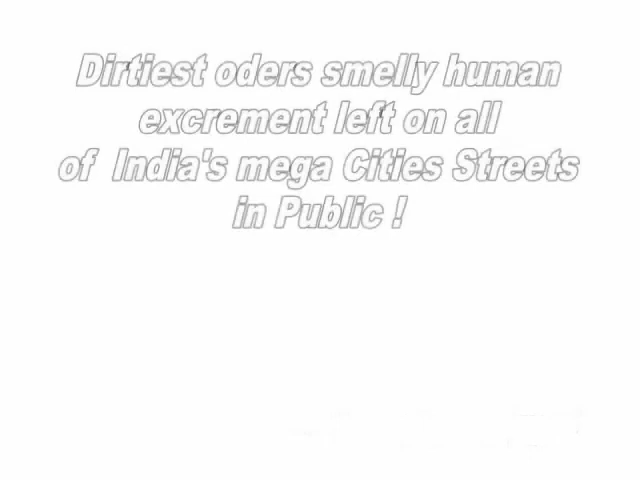 Dirtiest oders smelly human
excrement left on all
of India's mega Cities Streets
in Public !